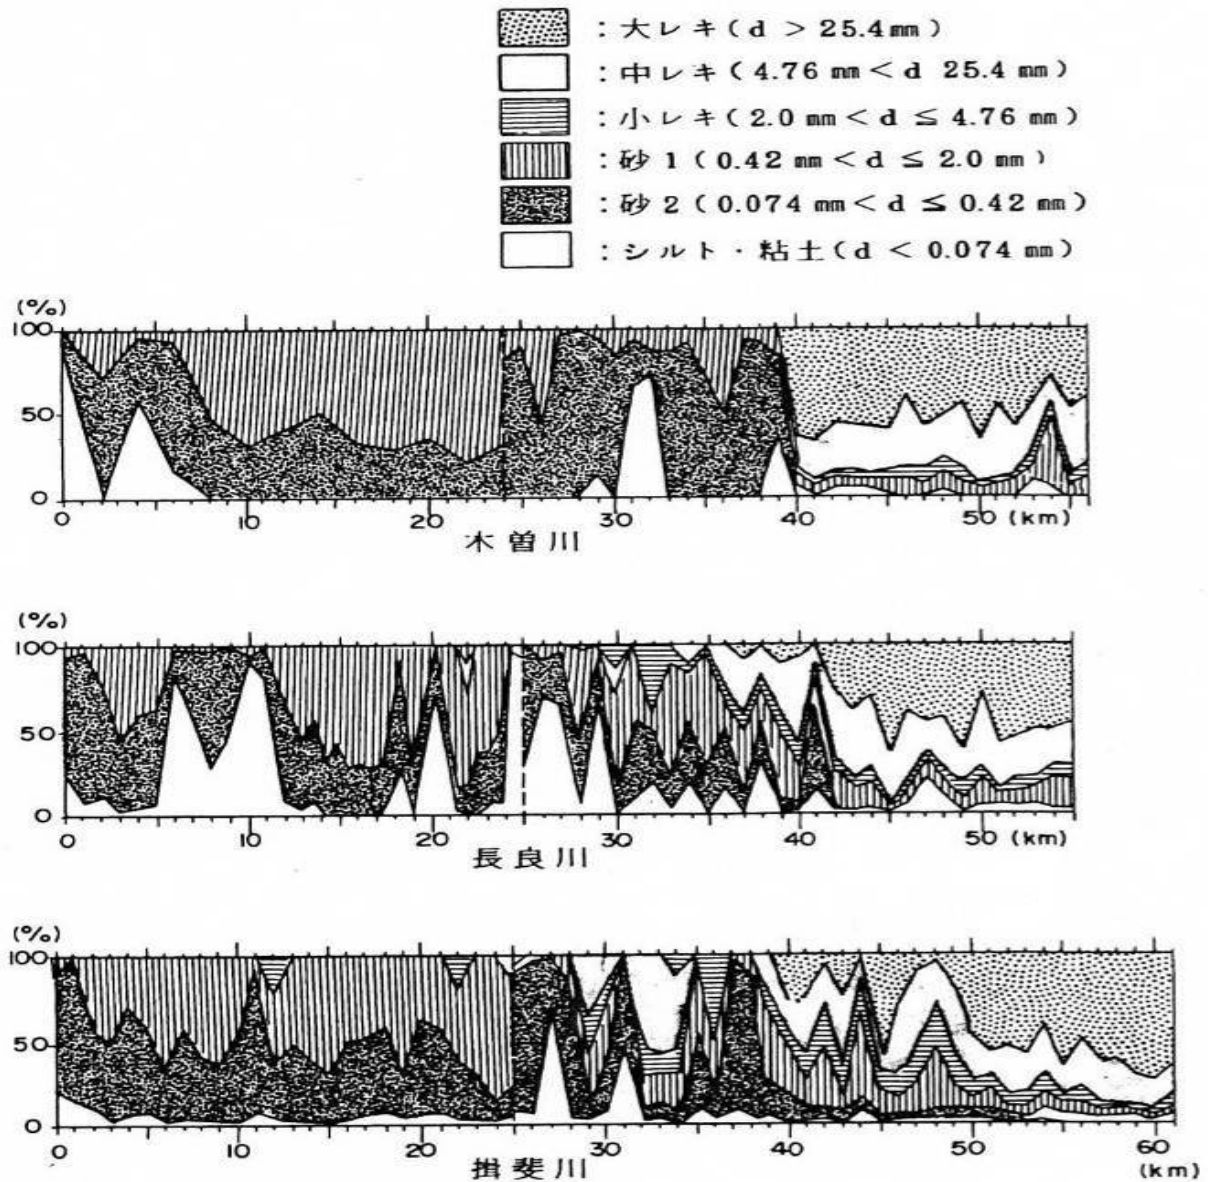 ：大レキ（d > 25.4㎜）
：中レキ（4.76 ㎜ < d 25.4 ㎜）
：小レキ（2.0 ㎜ < d ≦ 4.76 ㎜）
：砂1（0.42 ㎜ < d ≦ 2.0 ㎜）
：砂2（0.074 ㎜ < d ≦ 0.42 ㎜）
：シルト・粘土（d < 0.074 ㎜）
(%)
100
50
0
0 10 20 30 40 50 (km)
木曽川
(%)
100
50
0
0 10 20 30 40 50 (km)
長良川
(%)
100
50
0
0 10 20 30 40 50 60
(km)
揖斐川